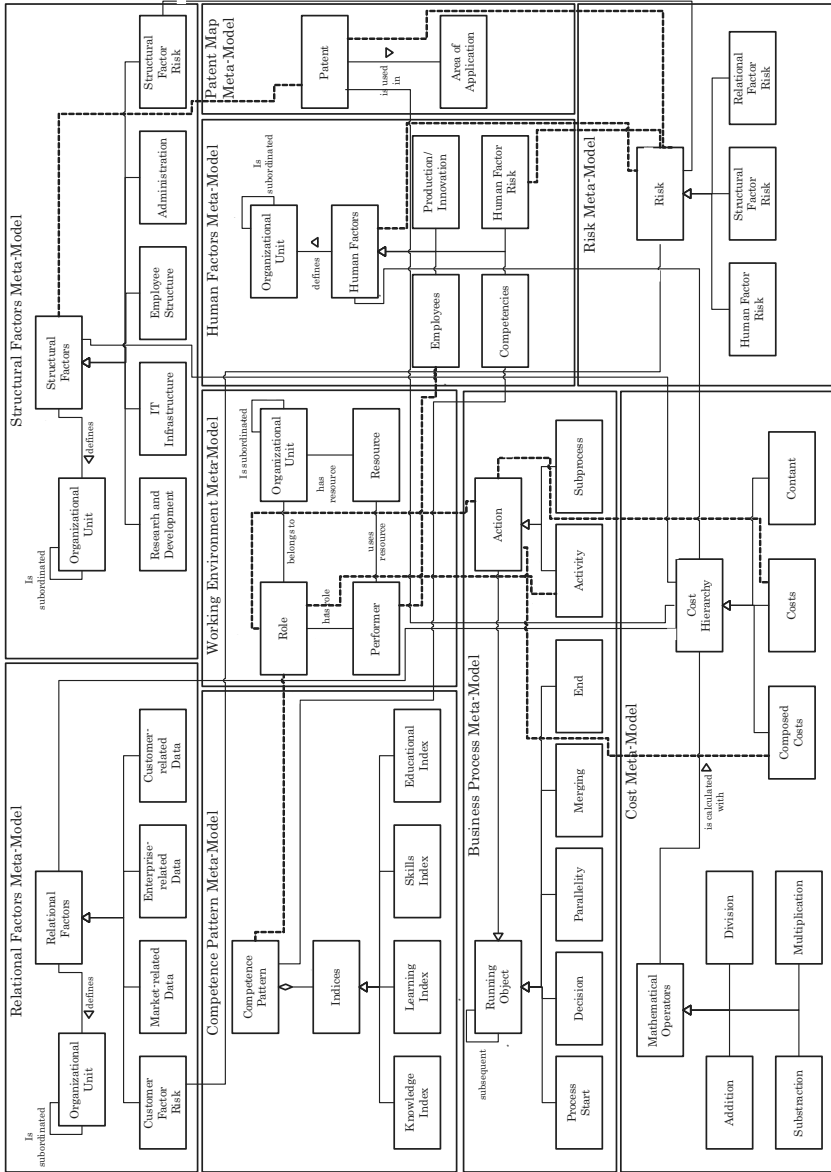 Relational Factors Meta-Model
Is
subordinated
Organizational
Unit
defines
Relational
Factors
Customer
Factor
Risk
Market-related
Data
Enterprise-
related
Data
Customer-
related
Data
Structural Factors Meta-Model
Is
subordinated
Organizational
Unit
defines
Structural
Factors
Research and
Development
IT
Infrastructure
Employee
Structure
Administration
Structural
Factor
Risk
Competence Pattern Meta-Model
Competence
Pattern
Indices
Knowledge
Index
Learning
Index
Skills
Index
Educational
Index
Working Environment Meta-Model
Role
belongs to
Is subordinated
Organizational
Unit
has role
has
resource
Performer
uses
resource
Resource
Human Factors Meta-Model
Is
subordinated
Organizational
Unit
defines
Human Factors
Employees
Production/
Innovation
Competencies
Human Factor
Risk
Patent Map
Meta-Model
Patent
is used
in
Area of
Application
Business Process Meta-Model
subsequent
Running
Object
Process
Start
Decision
Parallelity
Merging
End
Action
Activity
Subprocess
Risk Meta-Model
Risk
Human Factor
Risk
Structural
Factor
Risk
Relational
Factor
Risk
Cost Meta-Model
Mathematical
Operators
is calculated
with
Cost
Hierarchy
Addition
Division
Substraction
Multiplication
Composed
Costs
Costs
Contant